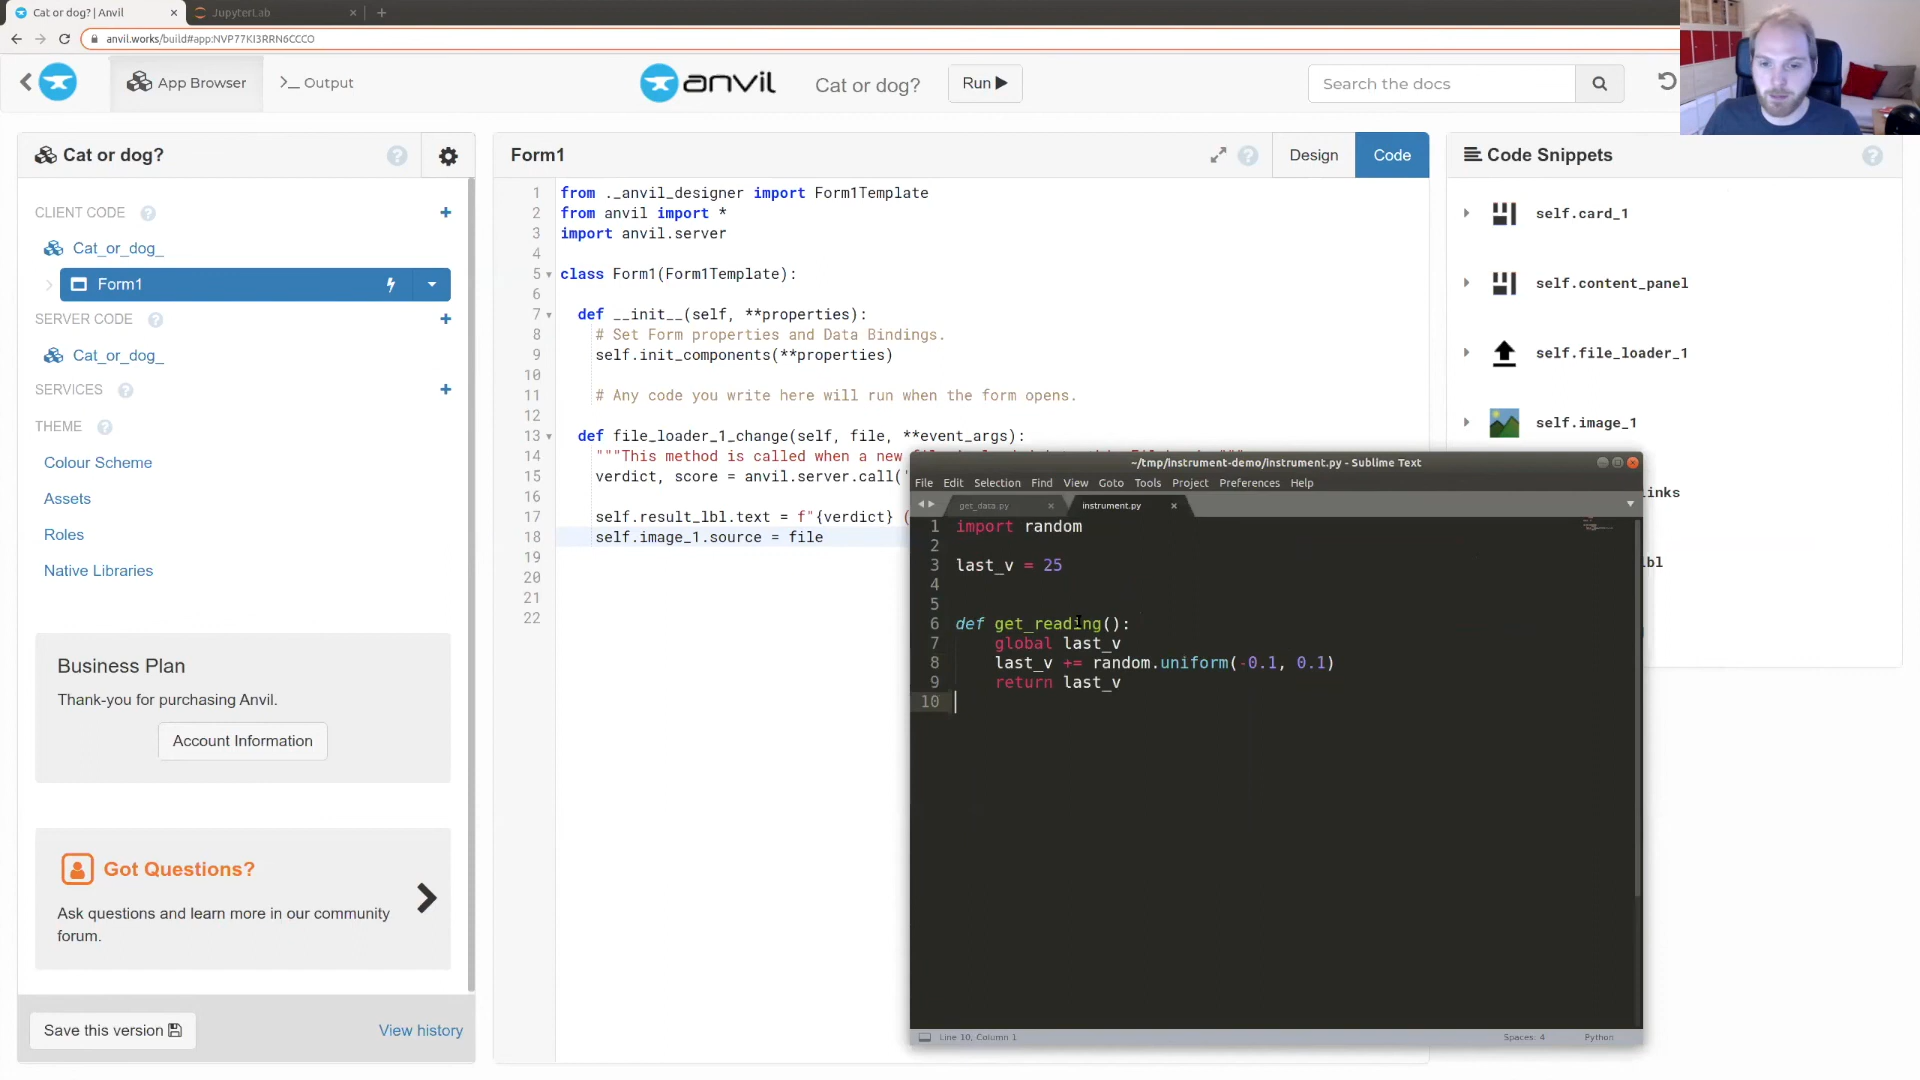 Cat or dog? | Anvil
JupyterLab
anvil.works/build#app:NVP77KI3RRN6CCCO
App Browser
>_ Output
anvil
Cat or dog?
Run
Search the docs
Cat or dog?
CLIENT CODE
Cat_or_dog_
Form1
SERVER CODE
Cat_or_dog_
SERVICES
THEME
Colour Scheme
Assets
Roles
Native Libraries
Business Plan
Thank-you for purchasing Anvil.
Account Information
Got Questions?
Ask questions and learn more in our community
forum.
Save this version
View history
Form1
Design
Code
1 from ._anvil_designer import Form1Template
2 from anvil import *
3 import anvil.server
4
5 class Form1(Form1Template):
6
7 def __init__(self, **properties):
8 # Set Form properties and Data Bindings.
9 self.init_components(**properties)
10
11 # Any code you write here will run when the form opens.
12
13 def file_loader_1_change(self, file, **event_args):
14 """This method is called when a new
15 verdict, score = anvil.server.call('
16
17 self.result_lbl.text = f"{verdict} (
18 self.image_1.source = file
19
20
21
22
Code Snippets
self.card_1
self.content_panel
self.file_loader_1
self.image_1
inks
bl
~/tmp/instrument-demo/instrument.py - Sublime Text
File Edit Selection Find View Goto Tools Project Preferences Help
get_data.py
instrument.py
1 import random
2
3 last_v = 25
4
5
6 def get_reading():
7 global last_v
8 last_v += random.uniform(-0.1, 0.1)
9 return last_v
10
Line 10, Column 1
Spaces: 4
Python